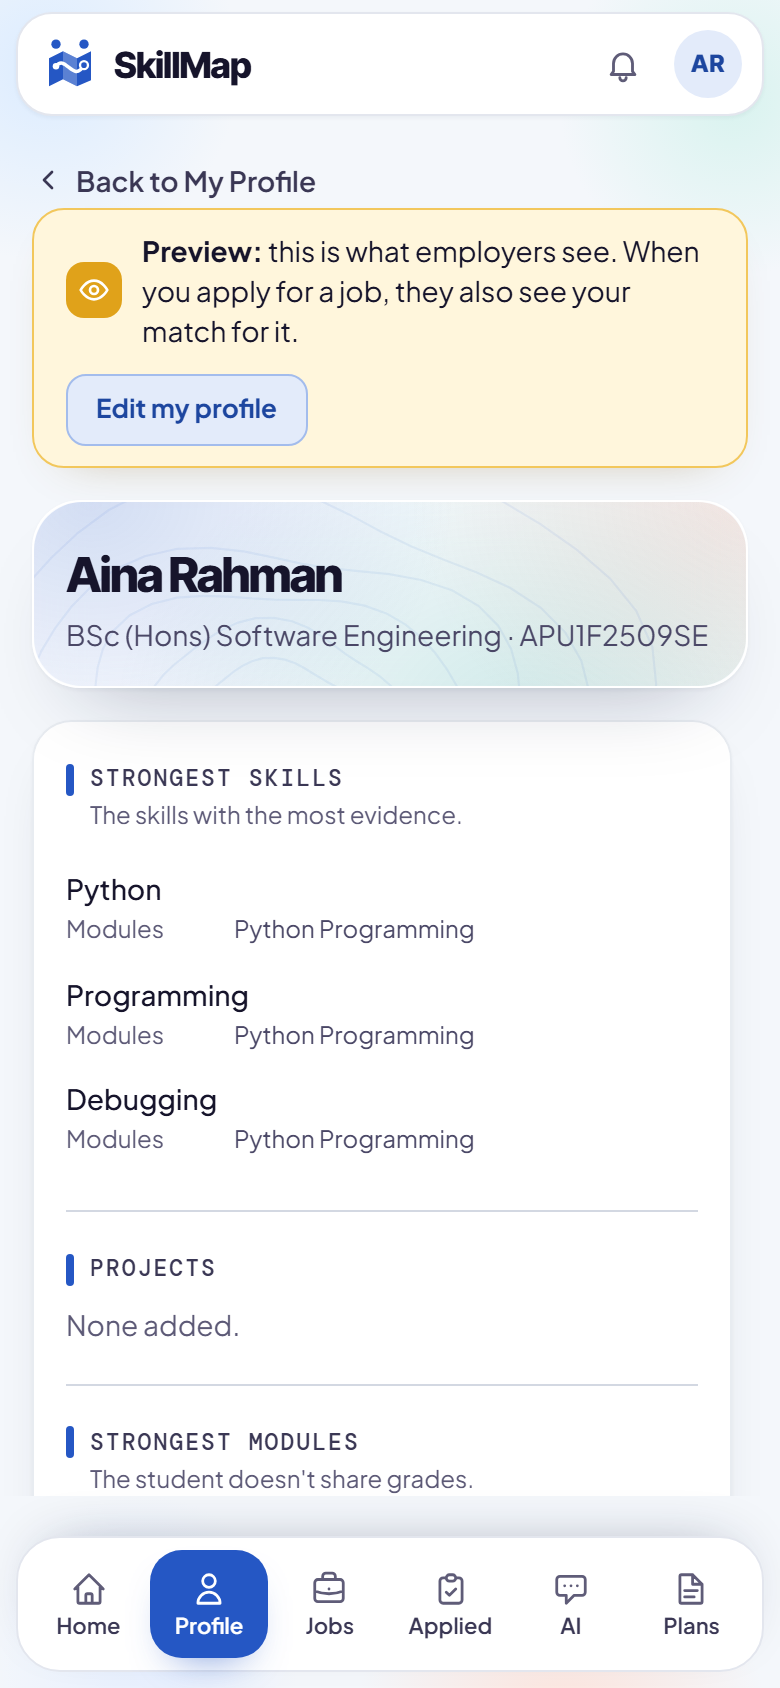 SkillMap
AR
Back to My Profile
Preview: this is what employers see. When
you apply for a job, they also see your
match for it.
Edit my profile
Aina Rahman
BSc (Hons) Software Engineering · APU1F2509SE
STRONGEST SKILLS
The skills with the most evidence.
Python
Modules Python Programming
Programming
Modules Python Programming
Debugging
Modules Python Programming
PROJECTS
None added.
STRONGEST MODULES
The student doesn't share grades.
Home Profile Jobs Applied AI Plans